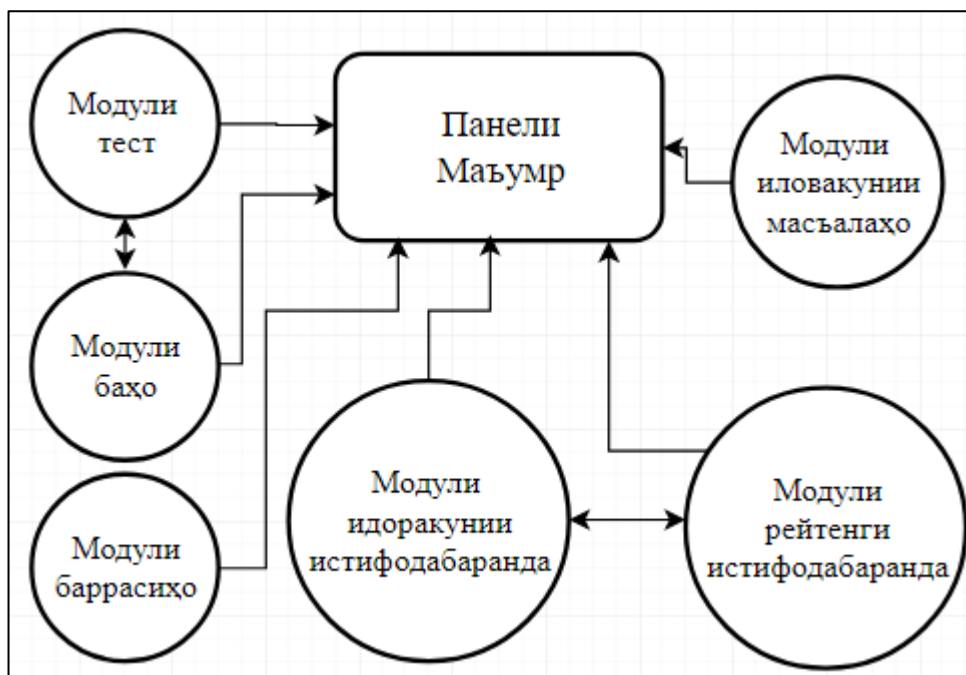 Модули
тест
Панели
Маъумр
Модули
иловакунии
масъалаҳо
Модули
баҳо
Модули
баррасиҳо
Модули
идоракунии
истифодабаранда
Модули
рейтенги
истифодабаранда